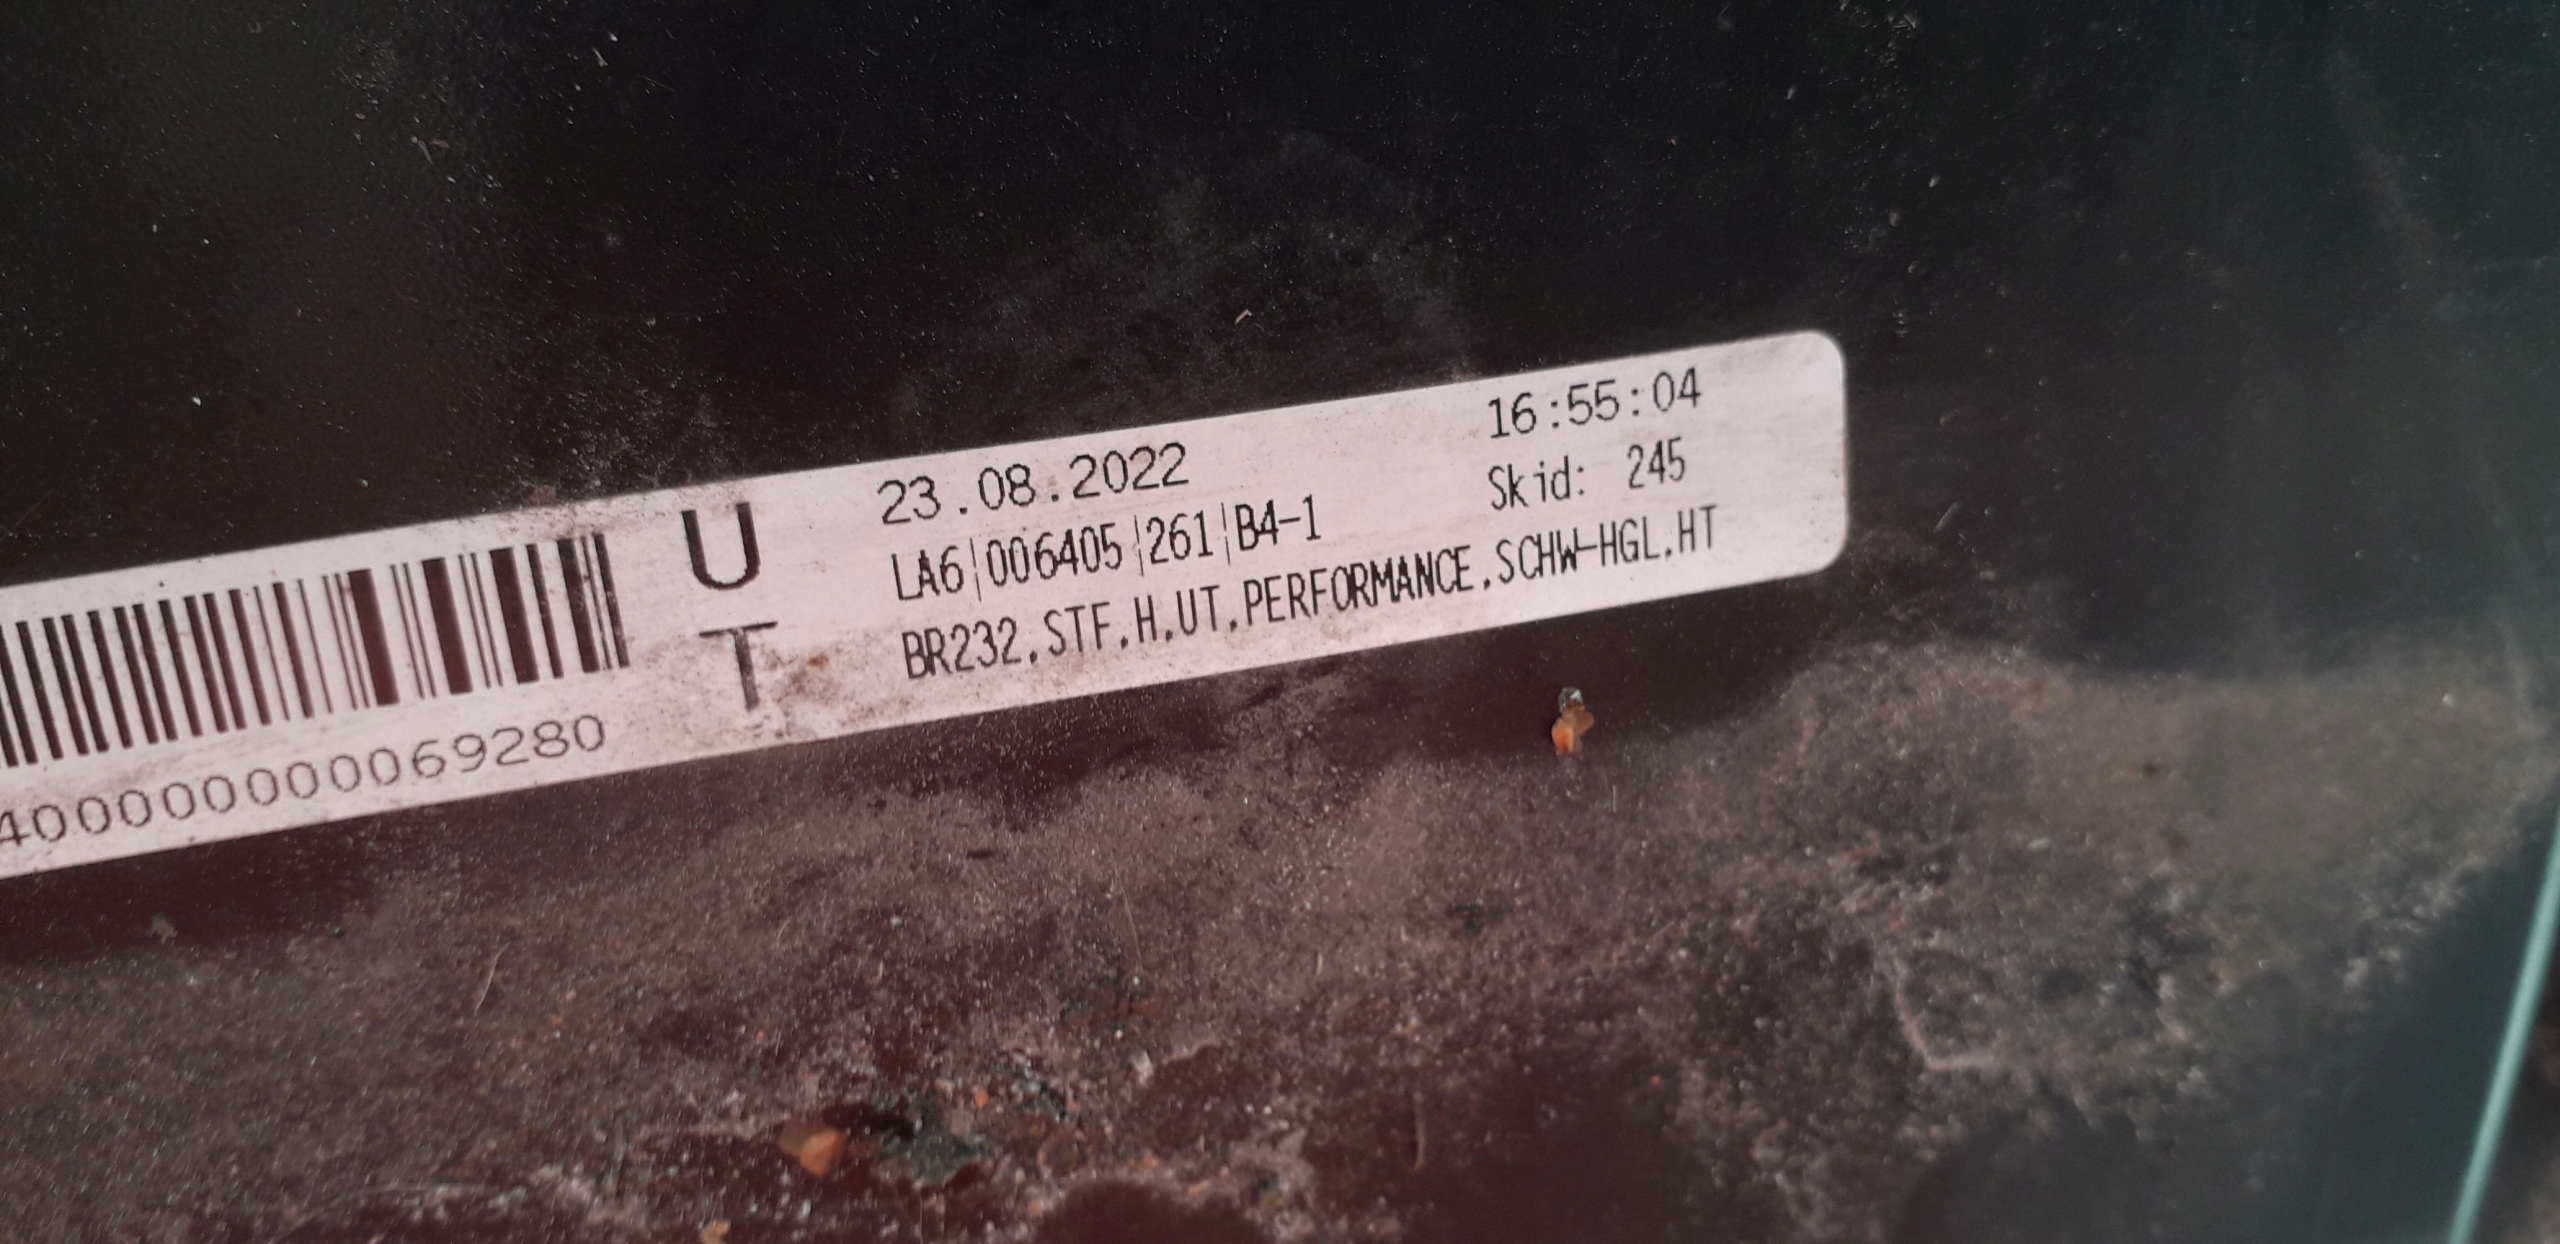 U
T
23.08.2022 16:55:04
LA6|006405|261|B4-1 Skid: 245
BR232.STF.H.UT.PERFORMANCE.SCHW-HGL.HT
4000000000069280